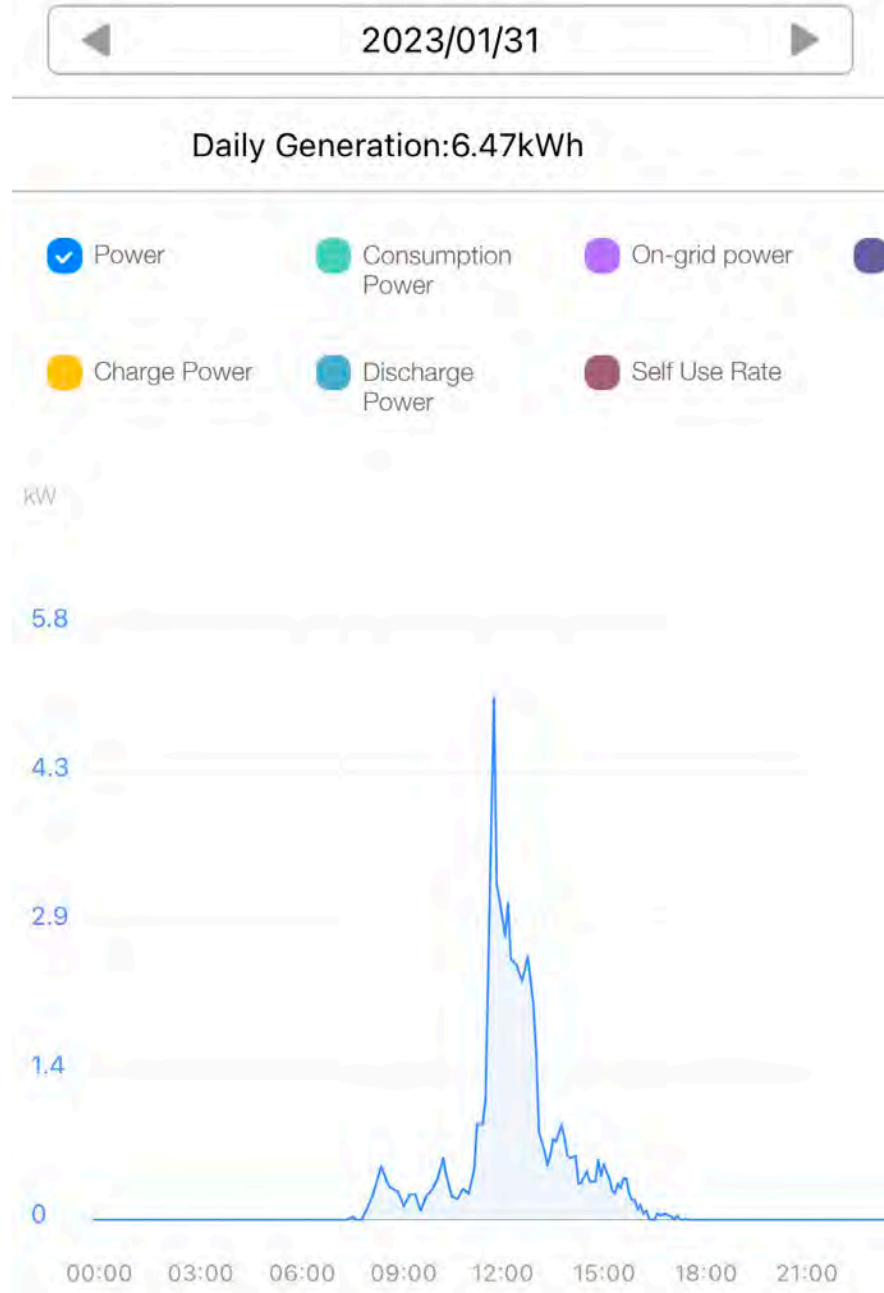 2023/01/31
Daily Generation:6.47kWh
Power
Consumption
Power
On-grid power
Charge Power
Discharge
Power
Self Use Rate
kW
5.8
4.3
2.9
1.4
0
00:00 03:00 06:00 09:00 12:00 15:00 18:00 21:00